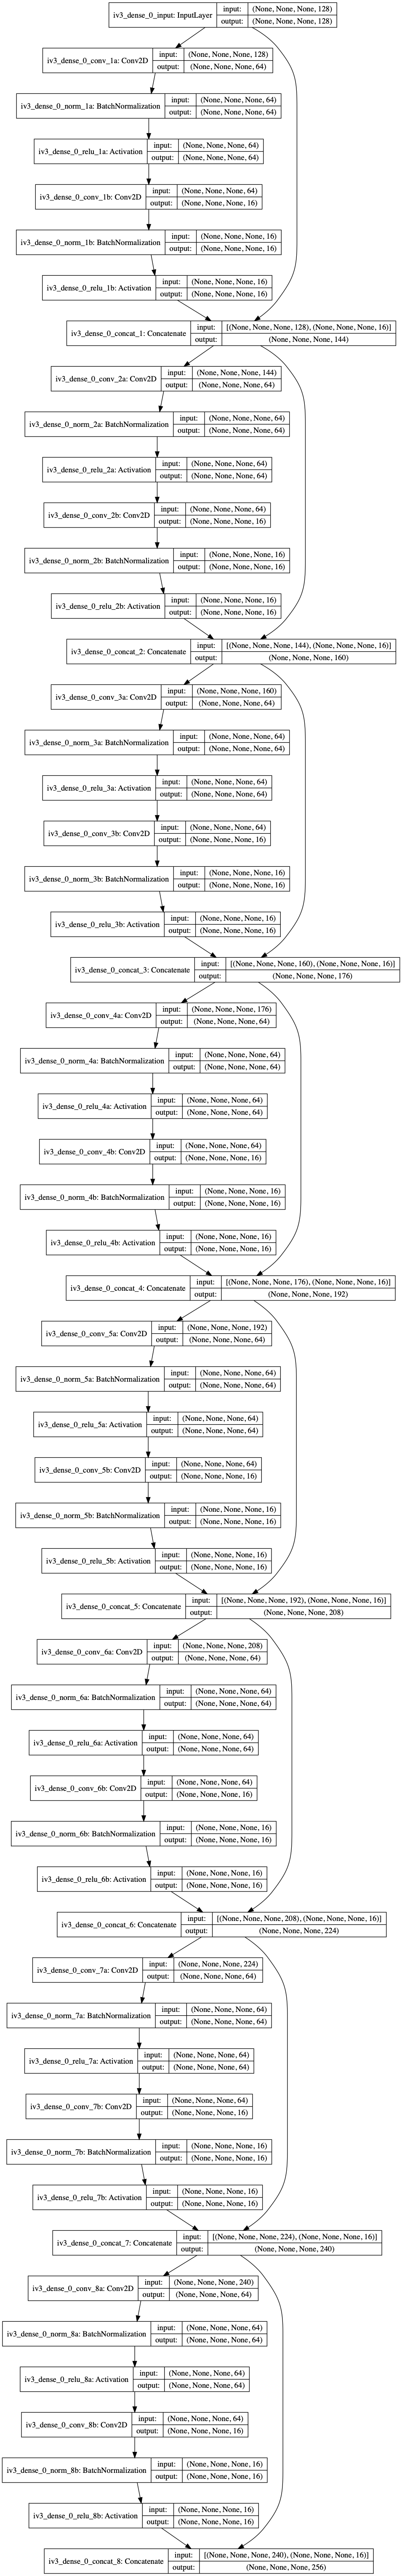 iv3_dense_0_input: InputLayer input: (None, None, None, 128)
output: (None, None, None, 128)
iv3_dense_0_conv_1a: Conv2D input: (None, None, None, 128)
output: (None, None, None, 64)
iv3_dense_0_norm_1a: BatchNormalization input: (None, None, None, 64)
output: (None, None, None, 64)
iv3_dense_0_relu_1a: Activation input: (None, None, None, 64)
output: (None, None, None, 64)
iv3_dense_0_conv_1b: Conv2D input: (None, None, None, 64)
output: (None, None, None, 16)
iv3_dense_0_norm_1b: BatchNormalization input: (None, None, None, 16)
output: (None, None, None, 16)
iv3_dense_0_relu_1b: Activation input: (None, None, None, 16)
output: (None, None, None, 16)
iv3_dense_0_concat_1: Concatenate input: [(None, None, None, 128), (None, None, None, 16)]
output: (None, None, None, 144)
iv3_dense_0_conv_2a: Conv2D input: (None, None, None, 144)
output: (None, None, None, 64)
iv3_dense_0_norm_2a: BatchNormalization input: (None, None, None, 64)
output: (None, None, None, 64)
iv3_dense_0_relu_2a: Activation input: (None, None, None, 64)
output: (None, None, None, 64)
iv3_dense_0_conv_2b: Conv2D input: (None, None, None, 64)
output: (None, None, None, 16)
iv3_dense_0_norm_2b: BatchNormalization input: (None, None, None, 16)
output: (None, None, None, 16)
iv3_dense_0_relu_2b: Activation input: (None, None, None, 16)
output: (None, None, None, 16)
iv3_dense_0_concat_2: Concatenate input: [(None, None, None, 144), (None, None, None, 16)]
output: (None, None, None, 160)
iv3_dense_0_conv_3a: Conv2D input: (None, None, None, 160)
output: (None, None, None, 64)
iv3_dense_0_norm_3a: BatchNormalization input: (None, None, None, 64)
output: (None, None, None, 64)
iv3_dense_0_relu_3a: Activation input: (None, None, None, 64)
output: (None, None, None, 64)
iv3_dense_0_conv_3b: Conv2D input: (None, None, None, 64)
output: (None, None, None, 16)
iv3_dense_0_norm_3b: BatchNormalization input: (None, None, None, 16)
output: (None, None, None, 16)
iv3_dense_0_relu_3b: Activation input: (None, None, None, 16)
output: (None, None, None, 16)
iv3_dense_0_concat_3: Concatenate input: [(None, None, None, 160), (None, None, None, 16)]
output: (None, None, None, 176)
iv3_dense_0_conv_4a: Conv2D input: (None, None, None, 176)
output: (None, None, None, 64)
iv3_dense_0_norm_4a: BatchNormalization input: (None, None, None, 64)
output: (None, None, None, 64)
iv3_dense_0_relu_4a: Activation input: (None, None, None, 64)
output: (None, None, None, 64)
iv3_dense_0_conv_4b: Conv2D input: (None, None, None, 64)
output: (None, None, None, 16)
iv3_dense_0_norm_4b: BatchNormalization input: (None, None, None, 16)
output: (None, None, None, 16)
iv3_dense_0_relu_4b: Activation input: (None, None, None, 16)
output: (None, None, None, 16)
iv3_dense_0_concat_4: Concatenate input: [(None, None, None, 176), (None, None, None, 16)]
output: (None, None, None, 192)
iv3_dense_0_conv_5a: Conv2D input: (None, None, None, 192)
output: (None, None, None, 64)
iv3_dense_0_norm_5a: BatchNormalization input: (None, None, None, 64)
output: (None, None, None, 64)
iv3_dense_0_relu_5a: Activation input: (None, None, None, 64)
output: (None, None, None, 64)
iv3_dense_0_conv_5b: Conv2D input: (None, None, None, 64)
output: (None, None, None, 16)
iv3_dense_0_norm_5b: BatchNormalization input: (None, None, None, 16)
output: (None, None, None, 16)
iv3_dense_0_relu_5b: Activation input: (None, None, None, 16)
output: (None, None, None, 16)
iv3_dense_0_concat_5: Concatenate input: [(None, None, None, 192), (None, None, None, 16)]
output: (None, None, None, 208)
iv3_dense_0_conv_6a: Conv2D input: (None, None, None, 208)
output: (None, None, None, 64)
iv3_dense_0_norm_6a: BatchNormalization input: (None, None, None, 64)
output: (None, None, None, 64)
iv3_dense_0_relu_6a: Activation input: (None, None, None, 64)
output: (None, None, None, 64)
iv3_dense_0_conv_6b: Conv2D input: (None, None, None, 64)
output: (None, None, None, 16)
iv3_dense_0_norm_6b: BatchNormalization input: (None, None, None, 16)
output: (None, None, None, 16)
iv3_dense_0_relu_6b: Activation input: (None, None, None, 16)
output: (None, None, None, 16)
iv3_dense_0_concat_6: Concatenate input: [(None, None, None, 208), (None, None, None, 16)]
output: (None, None, None, 224)
iv3_dense_0_conv_7a: Conv2D input: (None, None, None, 224)
output: (None, None, None, 64)
iv3_dense_0_norm_7a: BatchNormalization input: (None, None, None, 64)
output: (None, None, None, 64)
iv3_dense_0_relu_7a: Activation input: (None, None, None, 64)
output: (None, None, None, 64)
iv3_dense_0_conv_7b: Conv2D input: (None, None, None, 64)
output: (None, None, None, 16)
iv3_dense_0_norm_7b: BatchNormalization input: (None, None, None, 16)
output: (None, None, None, 16)
iv3_dense_0_relu_7b: Activation input: (None, None, None, 16)
output: (None, None, None, 16)
iv3_dense_0_concat_7: Concatenate input: [(None, None, None, 224), (None, None, None, 16)]
output: (None, None, None, 240)
iv3_dense_0_conv_8a: Conv2D input: (None, None, None, 240)
output: (None, None, None, 64)
iv3_dense_0_norm_8a: BatchNormalization input: (None, None, None, 64)
output: (None, None, None, 64)
iv3_dense_0_relu_8a: Activation input: (None, None, None, 64)
output: (None, None, None, 64)
iv3_dense_0_conv_8b: Conv2D input: (None, None, None, 64)
output: (None, None, None, 16)
iv3_dense_0_norm_8b: BatchNormalization input: (None, None, None, 16)
output: (None, None, None, 16)
iv3_dense_0_relu_8b: Activation input: (None, None, None, 16)
output: (None, None, None, 16)
iv3_dense_0_concat_8: Concatenate input: [(None, None, None, 240), (None, None, None, 16)]
output: (None, None, None, 256)